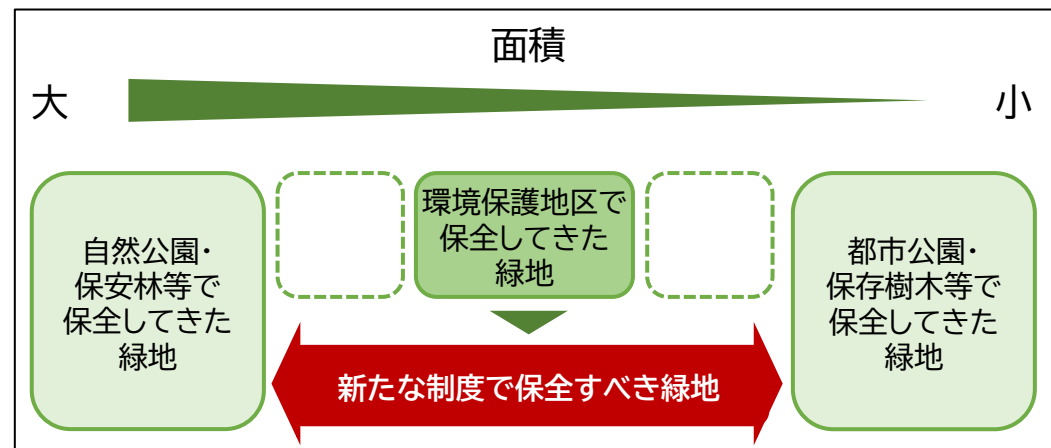 面積
大
小
自然公園・
保安林等で
保全してきた
緑地
環境保護地区で
保全してきた
緑地
都市公園・
保存樹木等で
保全してきた
緑地
新たな制度で保全すべき緑地